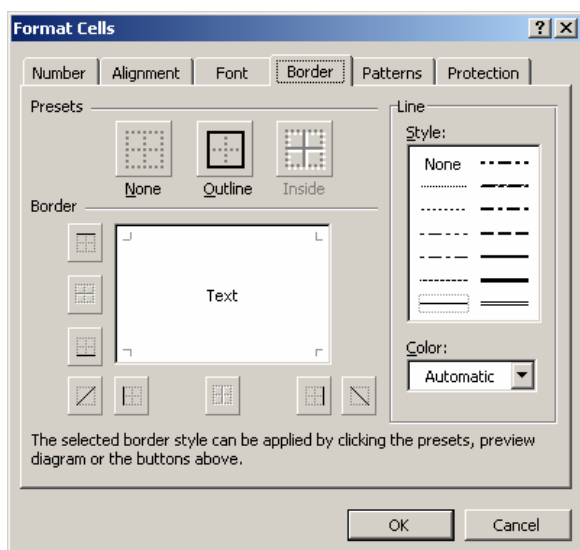 Format Cells
Number Alignment Font Border Patterns Protection
Presets
None Outline Inside
Border
Text
Line
Style:
None
Color:
Automatic
The selected border style can be applied by clicking the presets, preview
diagram or the buttons above.
OK Cancel